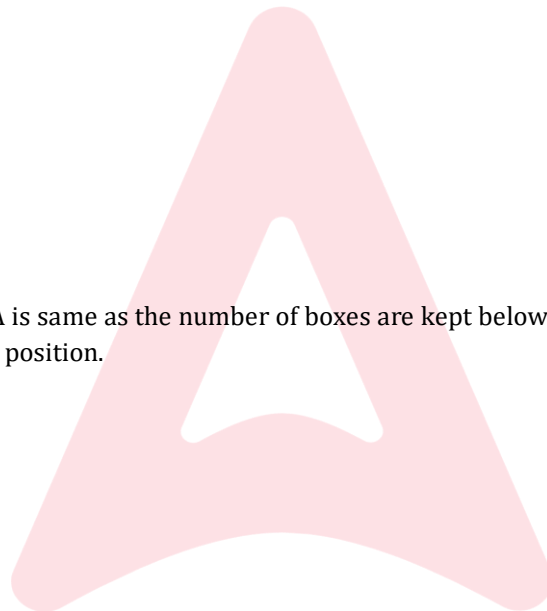 A is same as the number of boxes are kept below
position.